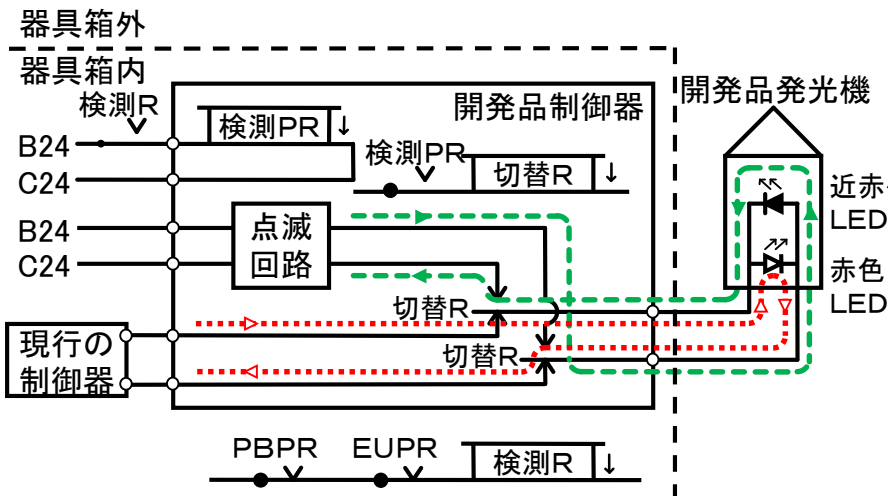 器具箱外
器具箱内
検測R
検測PR ↓
開発品制御器
開発品発光機
B24
C24
検測PR
切替R ↓
B24
C24
点滅
回路
近赤
LED
赤色
LED
切替R
切替R
現行の
制御器
PBPR
EUPR
検測R ↓